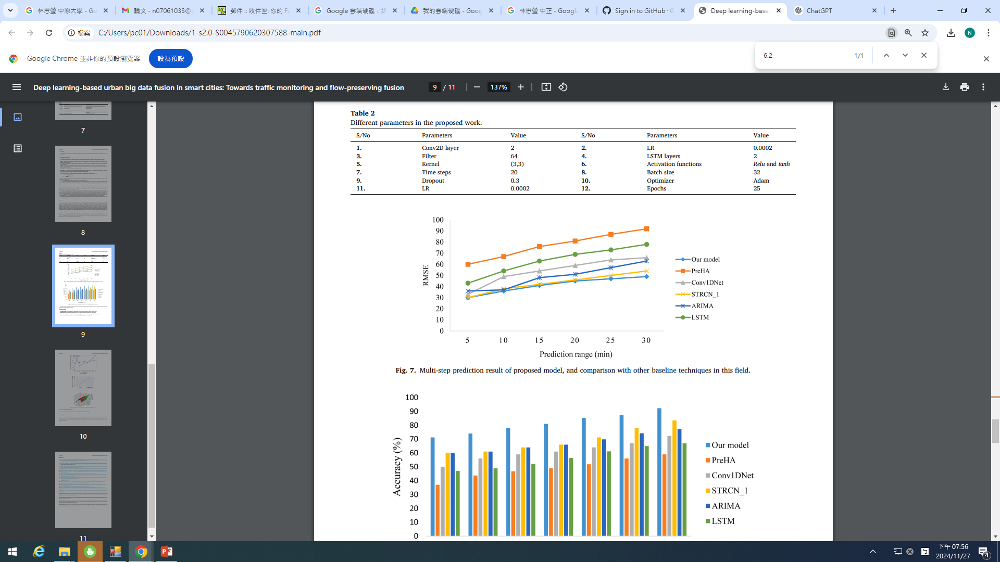 林思螢 中原大學 - Go
論文 - n07061033@g
郵件 :: 收件匣: 你的 Fa
Google 雲端硬碟：
我的雲端硬碟 - Goog
林思螢 中正 - Google
Sign in to GitHub · G
Deep learning-base
ChatGPT
檔案
C:/Users/pc01/Downloads/1-s2.0-S0045790620307588-main.pdf
N
Google Chrome 並非你的預設瀏覽器
設為預設
6.2
1/1
Deep learning-based urban big data fusion in smart cities: Towards traffic monitoring and flow-preserving fusion
9 / 11
137%
7
8
9
10
11
Table 2
Different parameters in the proposed work.
S/No Parameters Value S/No Parameters Value
1. Conv2D layer 2 2. LR 0.0002
3. Filter 64 4. LSTM layers 2
5. Kernel (3,3) 6. Activation functions Relu and tanh
7. Time steps 20 8. Batch size 32
9. Dropout 0.3 10. Optimizer Adam
11. LR 0.0002 12. Epochs 25
100
90
80
70
60
50
40
30
20
10
0
RMSE
5 10 15 20 25 30
Prediction range (min)
Our model
PreHA
Conv1DNet
STRCN_1
ARIMA
LSTM
Fig. 7. Multi-step prediction result of proposed model, and comparison with other baseline techniques in this field.
100
90
80
70
60
50
40
30
20
10
0
Accuracy (%)
Our model
PreHA
Conv1DNet
STRCN_1
ARIMA
LSTM
下午 07:56
2024/11/27
4